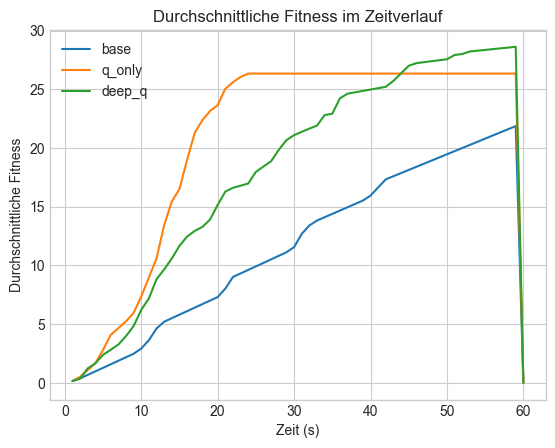 Durchschnittliche Fitness im Zeitverlauf
base
q_only
deep_q
Durchschnittliche Fitness
30
25
20
15
10
5
0
0 10 20 30 40 50 60
Zeit (s)